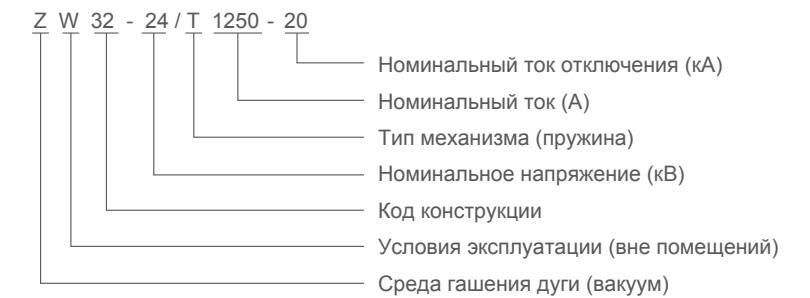 Z W 32 - 24 / T 1250 - 20
Номинальный ток отключения (кА)
Номинальный ток (А)
Тип механизма (пружина)
Номинальное напряжение (кВ)
Код конструкции
Условия эксплуатации (вне помещений)
Среда гашения дуги (вакуум)